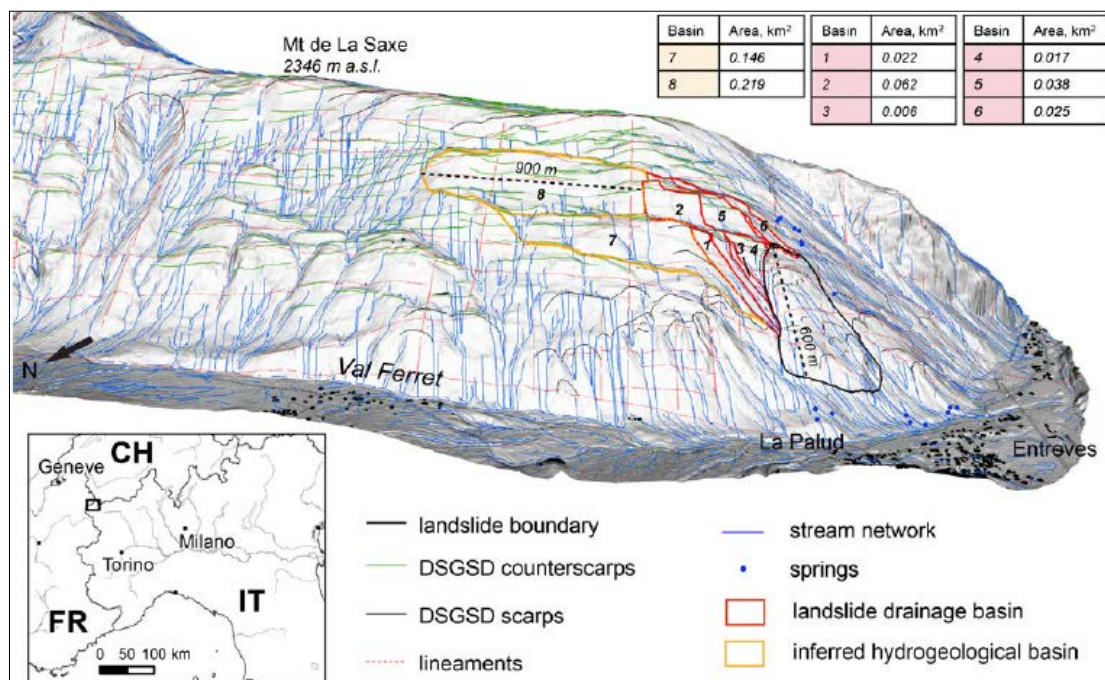 Mt de La Saxe
2346 m a.s.l.
Basin Area, km²
7 0.146
8 0.219
Basin Area, km²
1 0.022
2 0.062
3 0.006
Basin Area, km²
4 0.017
5 0.038
6 0.025
900 m
8
7
2
5
6
1
3
4
600 m
N
Val Ferret
La Palud
Entreves
CH
Geneve
Milano
Torino
FR
IT
0 50 100 km
landslide boundary
DSGSD counterscarps
DSGSD scarps
lineaments
stream network
springs
landslide drainage basin
inferred hydrogeological basin